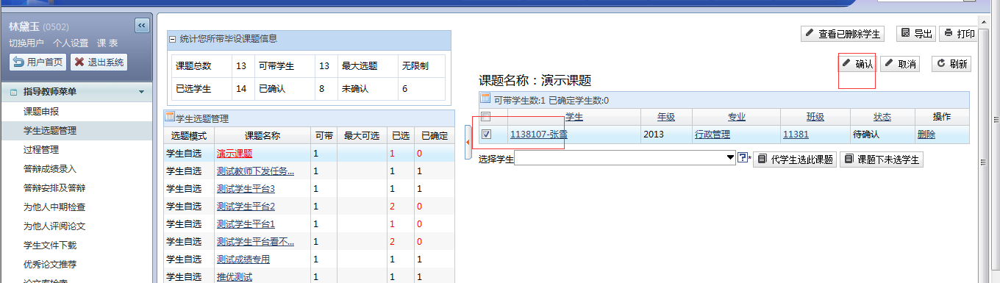 林黛玉 (0502)
切换用户 个人设置 课 表
用户首页 退出系统
指导教师菜单
课题申报
学生选题管理
过程管理
答辩成绩录入
答辩安排及答辩
为他人中期检查
为他人评阅论文
学生文件下载
优秀论文推荐
统计您所带毕设课题信息
课题总数 13 可带学生 13 最大选题 无限制
已选学生 14 已确认 8 未确认 6
学生选题管理
选题模式 课题名称 可带 最大可选 已选 已确定
学生自选 演示课题 1 1 0
学生自选 测试教师下发任务... 1 1 1
学生自选 测试学生平台3 1 1 1
学生自选 测试学生平台2 1 2 0
学生自选 测试学生平台1 1 1 0
学生自选 测试学生平台看不... 1 2 0
学生自选 测试成绩专用 1 1 1
学生自选 推优测试 1 1 1
查看已删除学生 导出 打印
确认 取消 刷新
课题名称：演示课题
可带学生数:1 已确定学生数:0
学生 年级 专业 班级 状态 操作
1138107-张雪 2013 行政管理 11381 待确认 删除
选择学生 ?* 代学生选此课题 课题下未选学生